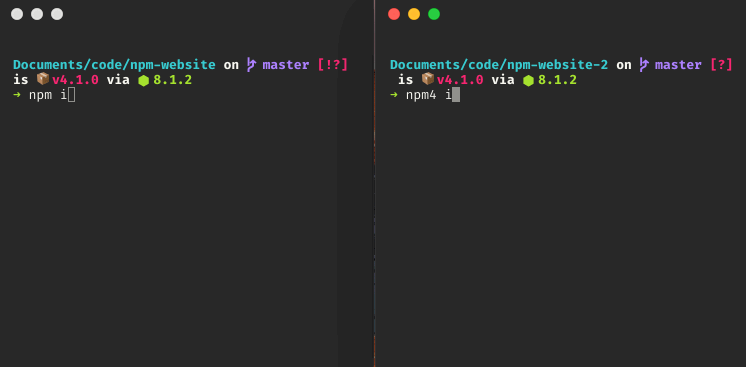 Documents/code/npm-website on master [!?]
is 📦v4.1.0 via ⬢ 8.1.2
➜ npm i
Documents/code/npm-website-2 on master [?]
is 📦v4.1.0 via ⬢ 8.1.2
➜ npm4 i